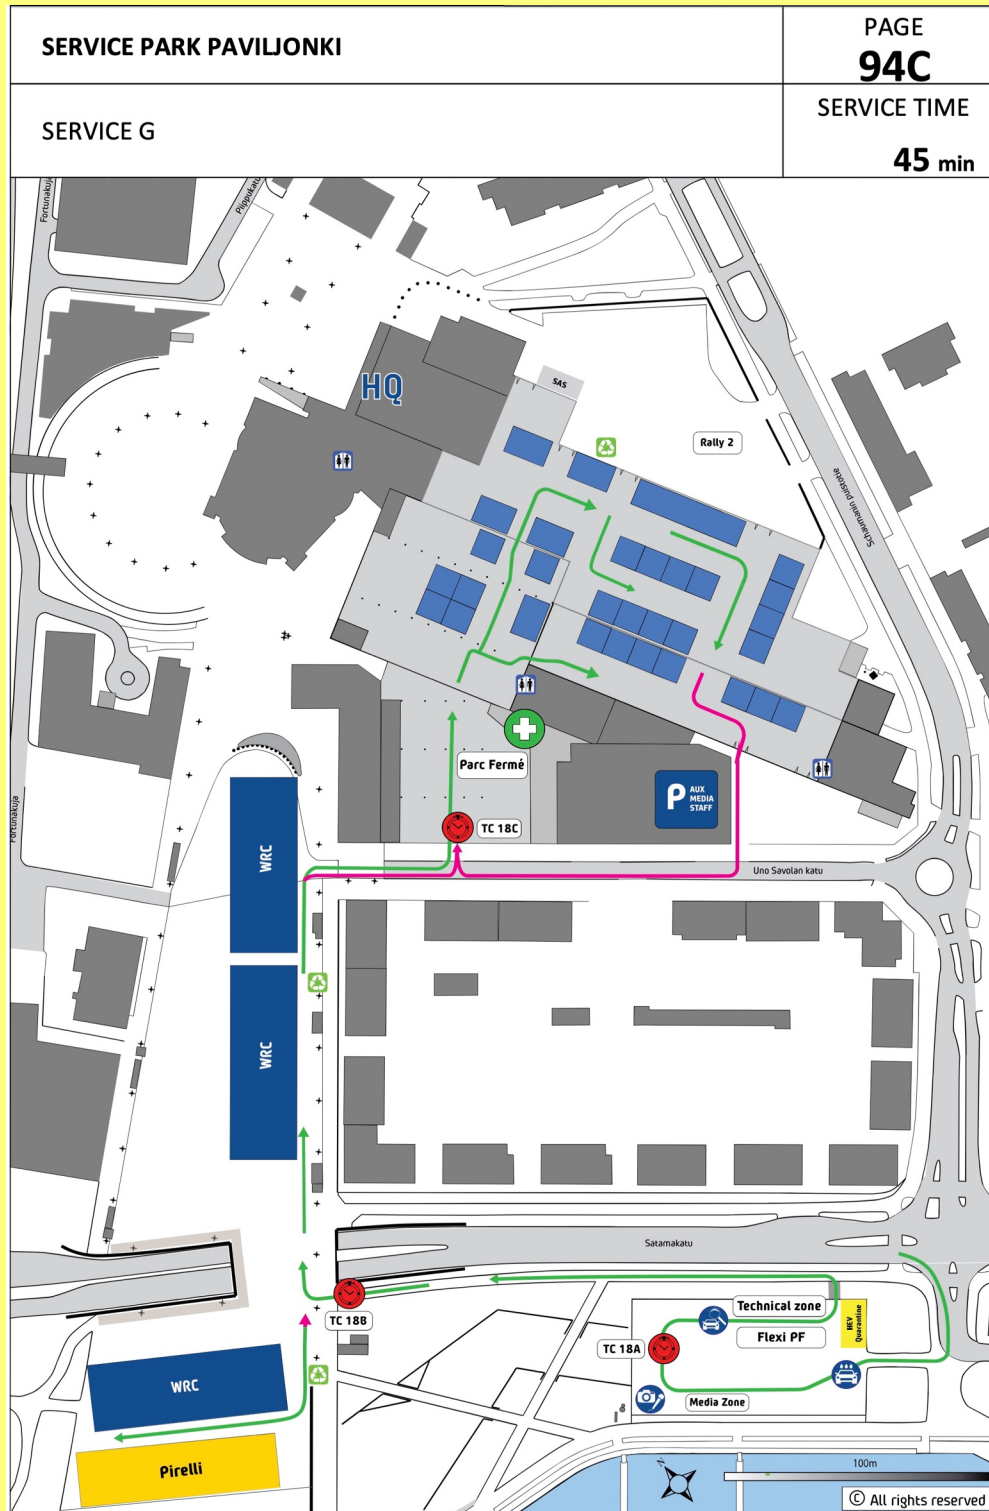 SERVICE PARK PAVILJONKI
PAGE
94C
SERVICE G
SERVICE TIME
45 min
Fortunakuja
Piippukatu
HQ
SAS
Rally 2
Schaumanin puistotie
Parc Fermé
P AUX
MEDIA
STAFF
TC 18C
WRC
Uno Savolan katu
Fortunakuja
WRC
Satamakatu
TC 18B
Technical zone
HEV
Quarantine
Flexi PF
TC 18A
WRC
Media Zone
Pirelli
N
100m
© All rights reserved